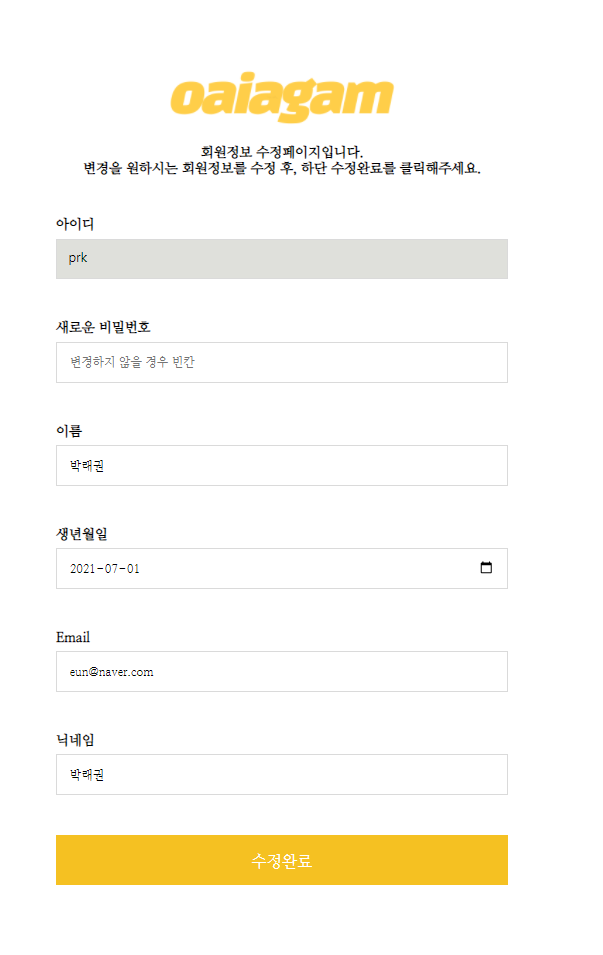 oaiagam
회원정보 수정페이지입니다.
변경을 원하시는 회원정보를 수정 후, 하단 수정완료를 클릭해주세요.
아이디
prk
새로운 비밀번호
변경하지 않을 경우 빈칸
이름
박래권
생년월일
2021-07-01
Email
eun@naver.com
닉네임
박래권
수정완료